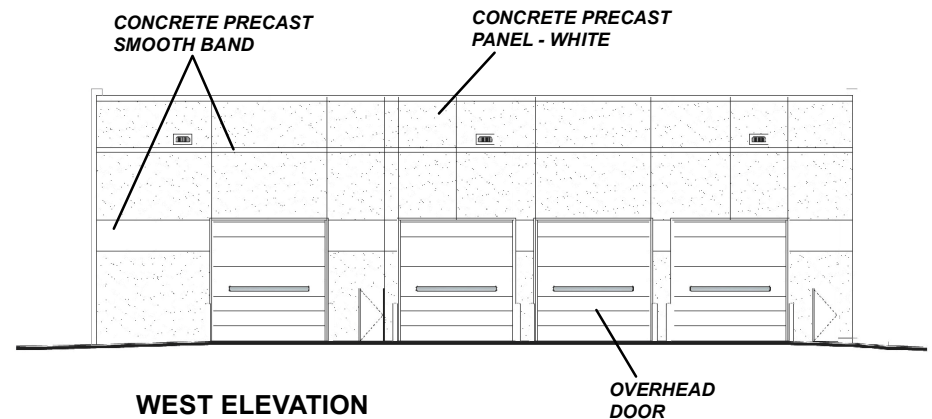 CONCRETE PRECAST
SMOOTH BAND
CONCRETE PRECAST
PANEL - WHITE
OVERHEAD
DOOR
WEST ELEVATION